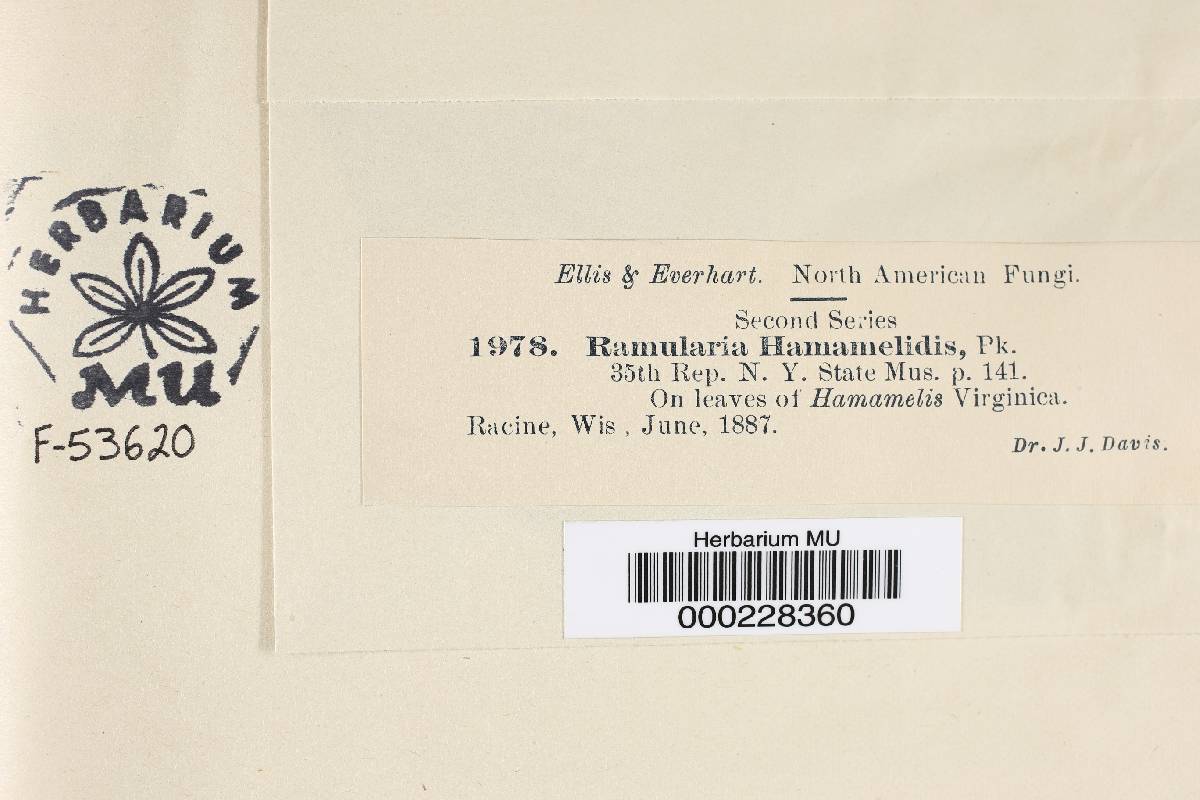 HERBARIUM
MU
F-53620
Ellis & Everhart. North American Fungi.
Second Series
1978. Ramularia Hamamelidis, Pk.
35th Rep. N. Y. State Mus. p. 141.
On leaves of Hamamelis Virginica.
Racine, Wis , June, 1887.
Dr. J. J. Davis.
Herbarium MU
000228360